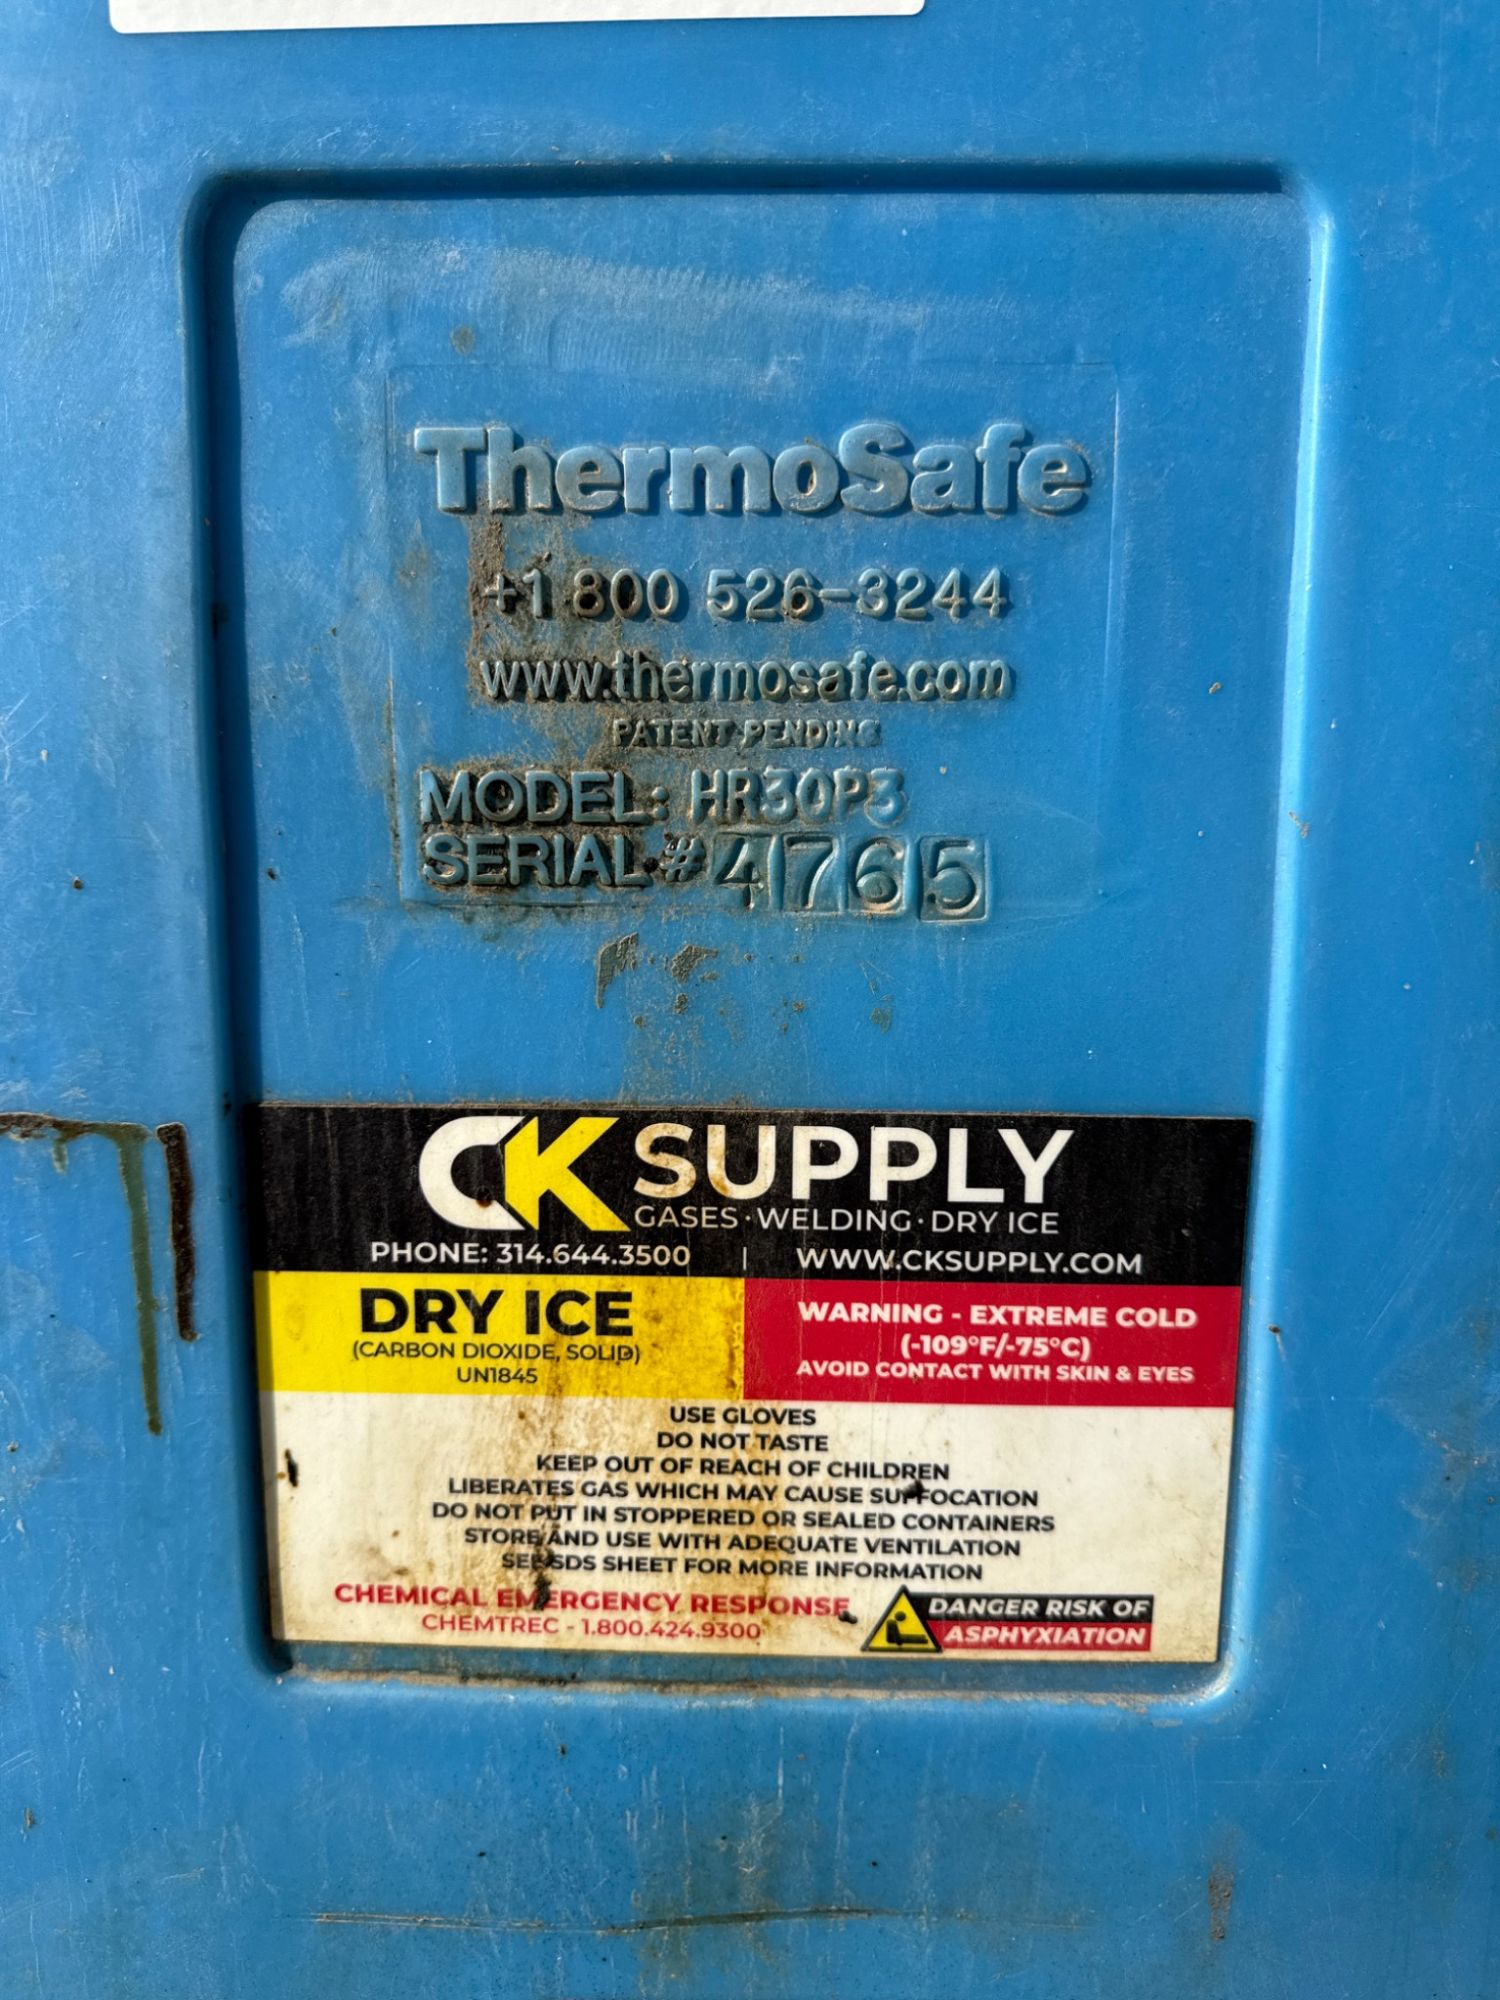 ThermoSafe
+1 800 526-3244
www.thermosafe.com
PATENT PENDING
MODEL: HR30P3
SERIAL # 4765
CK SUPPLY
GASES · WELDING · DRY ICE
PHONE: 314.644.3500 | WWW.CKSUPPLY.COM
DRY ICE
(CARBON DIOXIDE, SOLID)
UN1845
WARNING - EXTREME COLD
(-109°F/-75°C)
AVOID CONTACT WITH SKIN & EYES
USE GLOVES
DO NOT TASTE
KEEP OUT OF REACH OF CHILDREN
LIBERATES GAS WHICH MAY CAUSE SUFFOCATION
DO NOT PUT IN STOPPERED OR SEALED CONTAINERS
STORE AND USE WITH ADEQUATE VENTILATION
SEE SDS SHEET FOR MORE INFORMATION
CHEMICAL EMERGENCY RESPONSE
CHEMTREC - 1.800.424.9300
DANGER RISK OF
ASPHYXIATION